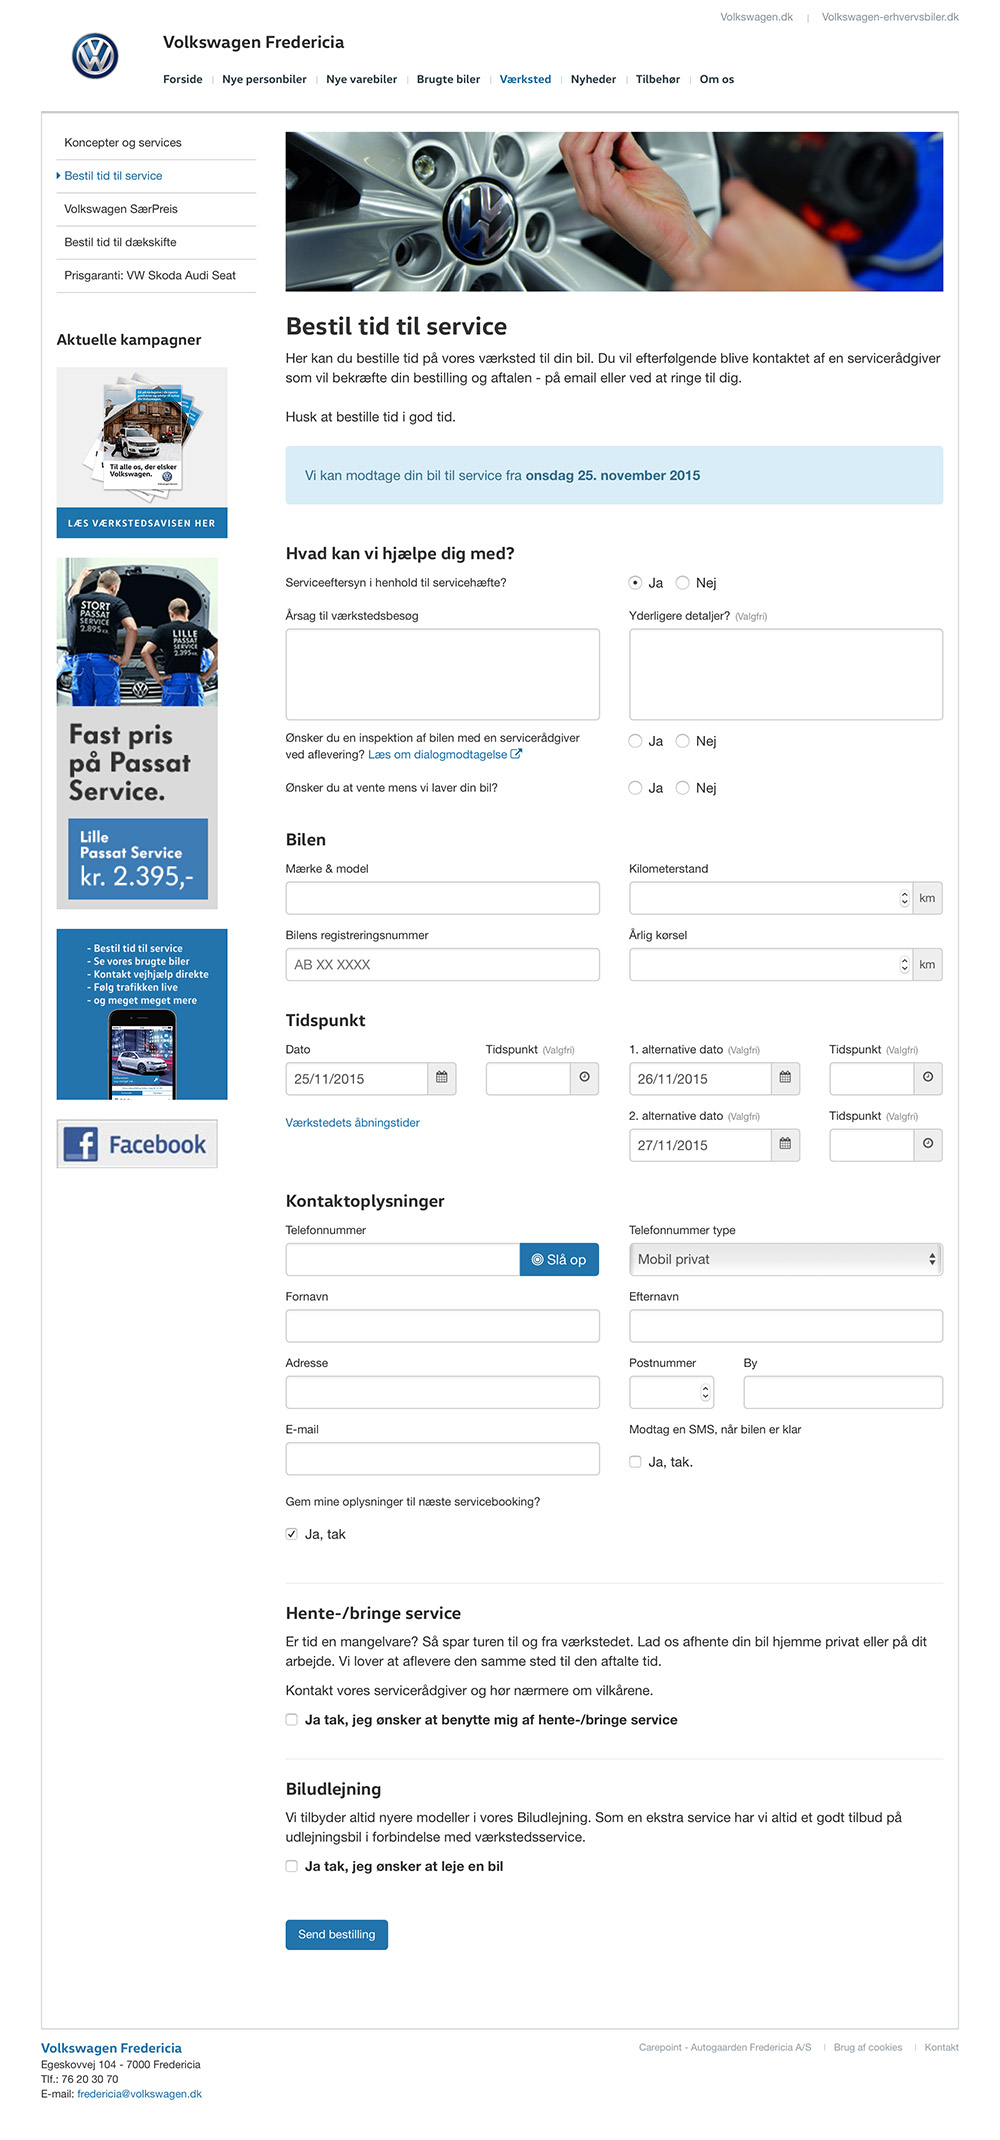 Volkswagen.dk | Volkswagen-erhvervsbiler.dk
Volkswagen Fredericia
Forside | Nye personbiler | Nye varebiler | Brugte biler | Værksted | Nyheder | Tilbehør | Om os
Koncepter og services
Bestil tid til service
Volkswagen SærPreis
Bestil tid til dækskifte
Prisgaranti: VW Skoda Audi Seat
Aktuelle kampagner
Til alle os, der elsker
Volkswagen.
LÆS VÆRKSTEDSAVISEN HER
STORT
PASSAT
SERVICE
2.895 KR.
LILLE
PASSAT
SERVICE
2.395 KR.
Fast pris
på Passat
Service.
Lille
Passat Service
kr. 2.395,-
- Bestil tid til service
- Se vores brugte biler
- Kontakt vejhjælp direkte
- Følg trafikken live
- og meget meget mere
Facebook
Bestil tid til service
Her kan du bestille tid på vores værksted til din bil. Du vil efterfølgende blive kontaktet af en servicerådgiver
som vil bekræfte din bestilling og aftalen - på email eller ved at ringe til dig.
Husk at bestille tid i god tid.
Vi kan modtage din bil til service fra onsdag 25. november 2015
Hvad kan vi hjælpe dig med?
Serviceeftersyn i henhold til servicehæfte? Ja Nej
Årsag til værkstedsbesøg Yderligere detaljer? (Valgfri)
Ønsker du en inspektion af bilen med en servicerådgiver
ved aflevering? Læs om dialogmodtagelse Ja Nej
Ønsker du at vente mens vi laver din bil? Ja Nej
Bilen
Mærke & model Kilometerstand
km
Bilens registreringsnummer Årlig kørsel
AB XX XXXX km
Tidspunkt
Dato Tidspunkt (Valgfri) 1. alternative dato (Valgfri) Tidspunkt (Valgfri)
25/11/2015 26/11/2015
Værkstedets åbningstider 2. alternative dato (Valgfri) Tidspunkt (Valgfri)
27/11/2015
Kontaktoplysninger
Telefonnummer Telefonnummer type
Slå op Mobil privat
Fornavn Efternavn
Adresse Postnummer By
E-mail Modtag en SMS, når bilen er klar
Ja, tak.
Gem mine oplysninger til næste servicebooking?
Ja, tak
Hente-/bringe service
Er tid en mangelvare? Så spar turen til og fra værkstedet. Lad os afhente din bil hjemme privat eller på dit
arbejde. Vi lover at aflevere den samme sted til den aftalte tid.
Kontakt vores servicerådgiver og hør nærmere om vilkårene.
Ja tak, jeg ønsker at benytte mig af hente-/bringe service
Biludlejning
Vi tilbyder altid nyere modeller i vores Biludlejning. Som en ekstra service har vi altid et godt tilbud på
udlejningsbil i forbindelse med værkstedsservice.
Ja tak, jeg ønsker at leje en bil
Send bestilling
Volkswagen Fredericia
Egeskovvej 104 - 7000 Fredericia
Tlf.: 76 20 30 70
E-mail: fredericia@volkswagen.dk
Carepoint - Autogaarden Fredericia A/S | Brug af cookies | Kontakt